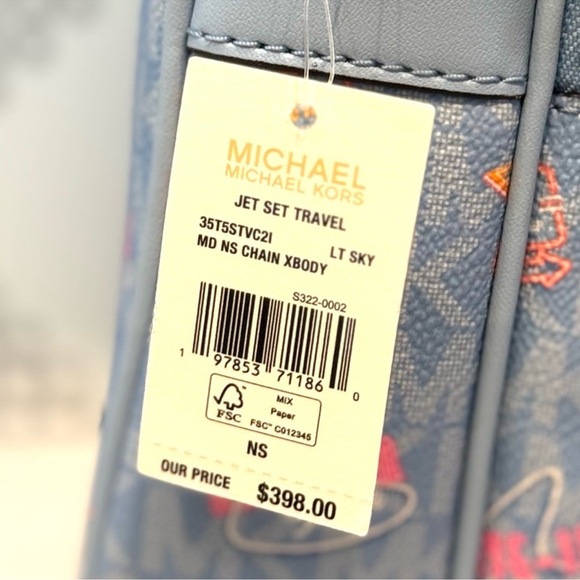 MICHAEL
MICHAEL KORS
JET SET TRAVEL
35T5STVC2I LT SKY
MD NS CHAIN XBODY
S322-0002
1 97853 71186 0
FSC
MIX
Paper
FSC™ C012345
NS
OUR PRICE $398.00